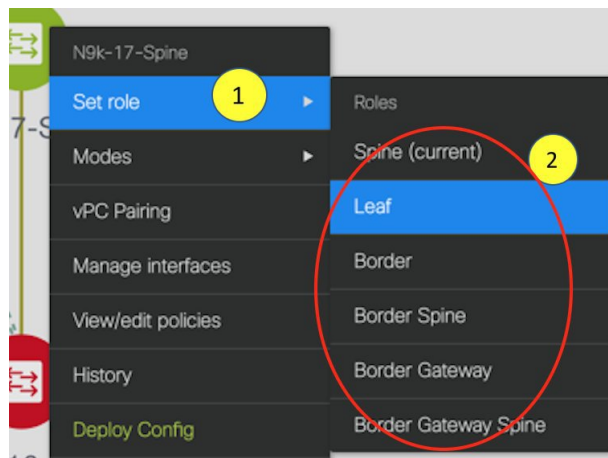 N9k-17-Spine
Set role
1
7-S
Modes
vPC Pairing
Manage interfaces
View/edit policies
History
Deploy Config
Roles
Spine (current)
2
Leaf
Border
Border Spine
Border Gateway
Border Gateway Spine